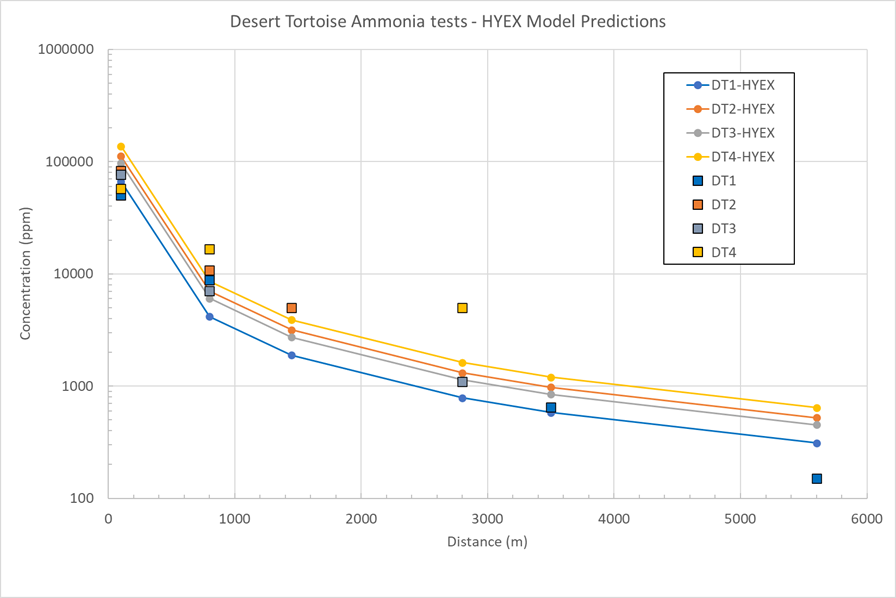 Desert Tortoise Ammonia tests - HYEX Model Predictions
1000000
100000
10000
1000
100
Concentration (ppm)
DT1-HYEX
DT2-HYEX
DT3-HYEX
DT4-HYEX
DT1
DT2
DT3
DT4
0 1000 2000 3000 4000 5000 6000
Distance (m)